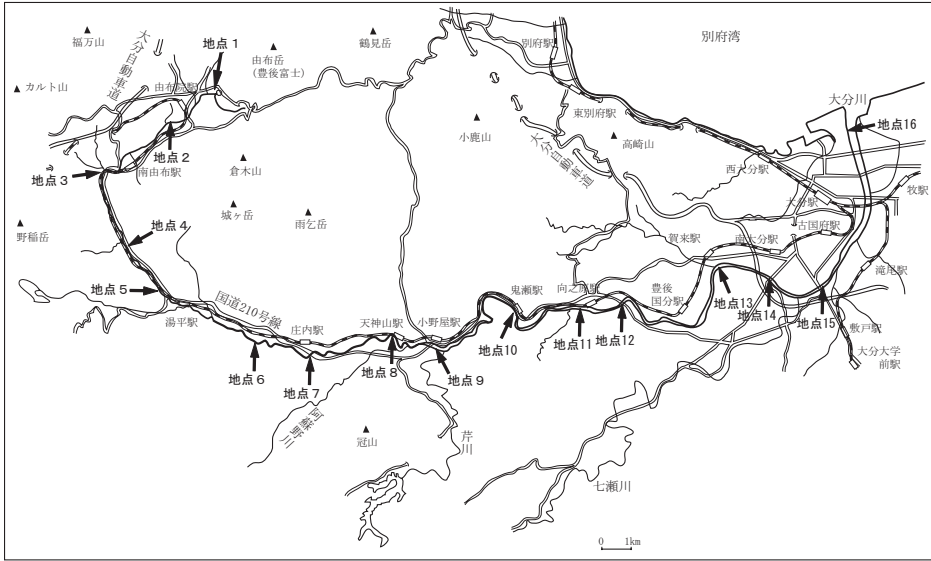 福万山
大分自動車道
地点1
由布岳
(豊後富士)
鶴見岳
別府駅
別府湾
カルト山
由布院駅
地点2
東別府駅
小鹿山
高崎山
大分川
地点16
地点3
南由布駅
倉木山
大分自動車道
西大分駅
大分駅
牧駅
野稲岳
城ヶ岳
雨乞岳
地点4
賀来駅
南大分駅
古国府駅
滝尾駅
地点5
国道210号線
湯平駅
庄内駅
天神山駅
小野屋駅
鬼瀬駅
向之原駅
豊後
国分駅
地点13
地点14
地点15
敷戸駅
大分大学
前駅
地点6
地点7
地点8
地点9
地点10
地点11
地点12
阿蘇野川
冠山
芹川
七瀬川
0 1km